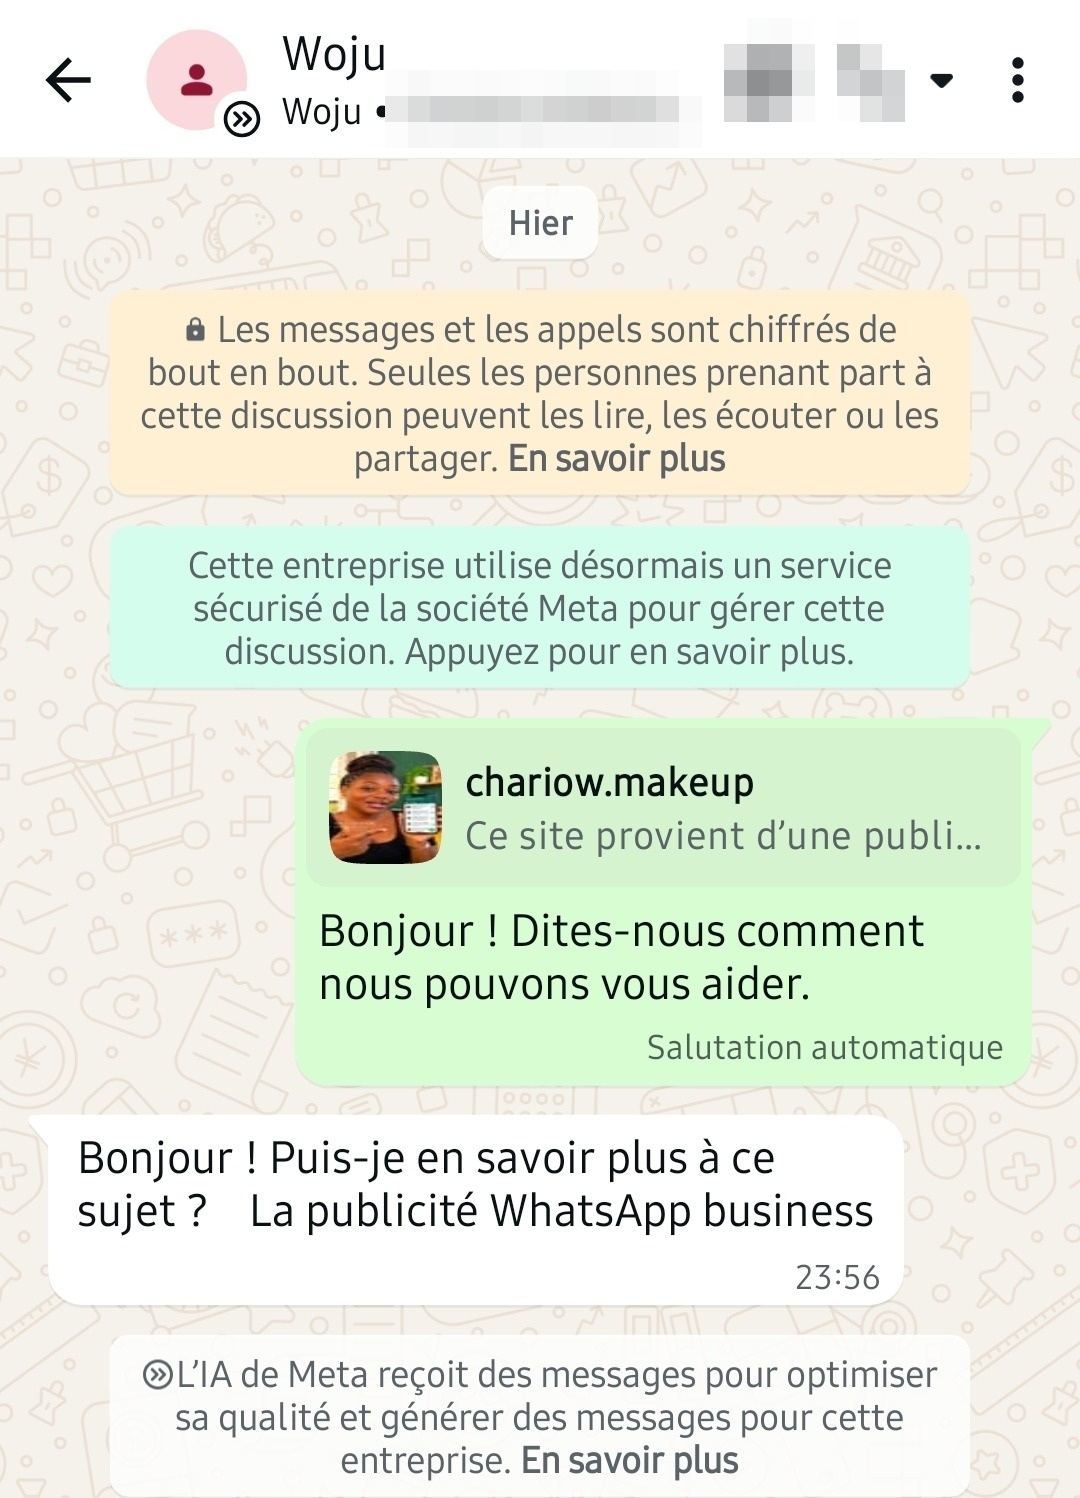 Woju
Woju •
Hier
Les messages et les appels sont chiffrés de
bout en bout. Seules les personnes prenant part à
cette discussion peuvent les lire, les écouter ou les
partager. En savoir plus
Cette entreprise utilise désormais un service
sécurisé de la société Meta pour gérer cette
discussion. Appuyez pour en savoir plus.
chariow.makeup
Ce site provient d’une publi...
Bonjour ! Dites-nous comment
nous pouvons vous aider.
Salutation automatique
Bonjour ! Puis-je en savoir plus à ce
sujet ? La publicité WhatsApp business
23:56
L’IA de Meta reçoit des messages pour optimiser
sa qualité et générer des messages pour cette
entreprise. En savoir plus